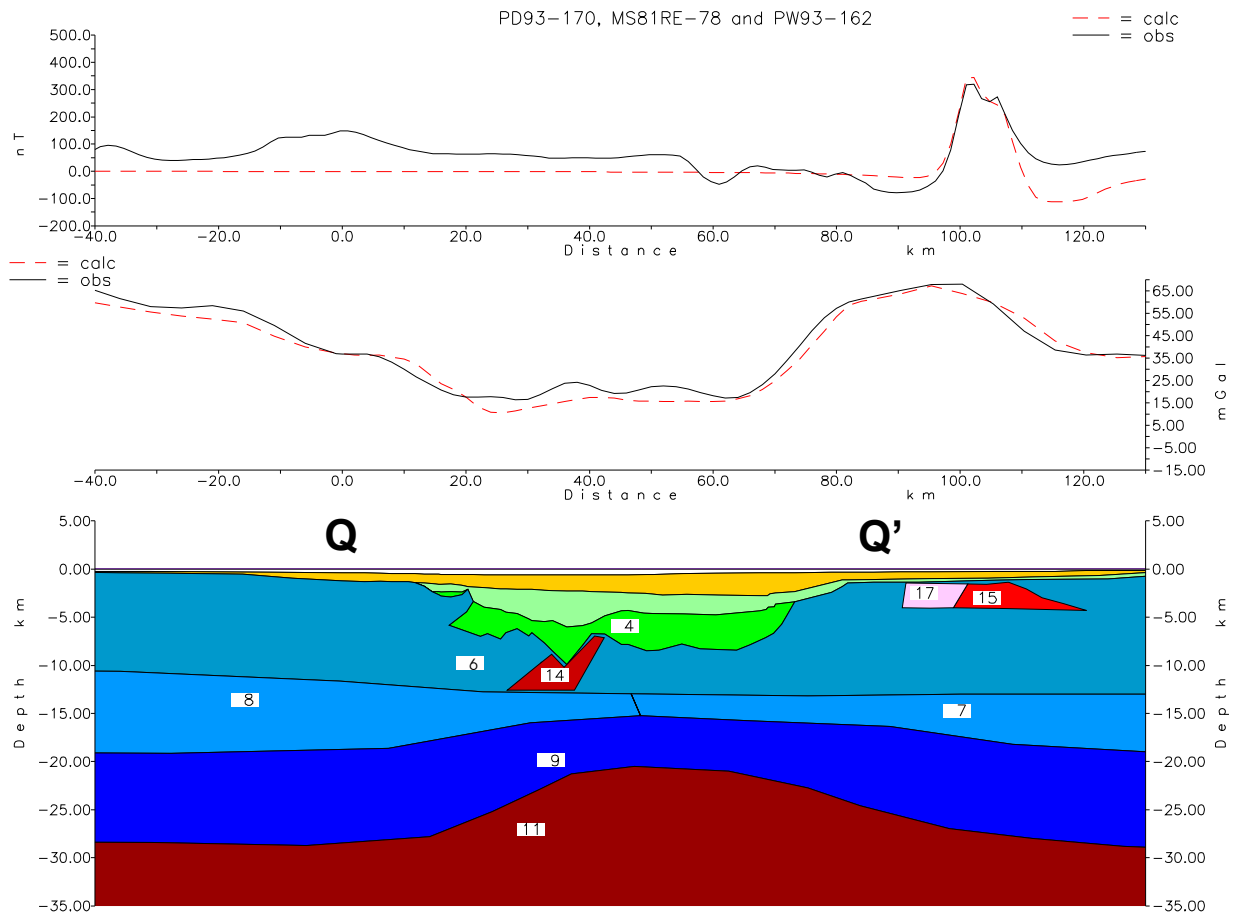 PD93-170, MS81RE-78 and PW93-162
= calc
= obs
500.0
400.0
300.0
200.0
100.0
0.0
-100.0
-200.0
nT
-40.0 -20.0 0.0 20.0 40.0 60.0 80.0 100.0 120.0
Distance km
= calc
= obs
65.00
55.00
45.00
35.00
25.00
15.00
5.00
-5.00
-15.00
mGal
-40.0 -20.0 0.0 20.0 40.0 60.0 80.0 100.0 120.0
Distance km
Q Q'
5.00 5.00
0.00 0.00
-5.00 -5.00
-10.00 -10.00
-15.00 -15.00
-20.00 -20.00
-25.00 -25.00
-30.00 -30.00
-35.00 -35.00
Depth km
Depth km
17
15
4
6
14
8
7
9
11